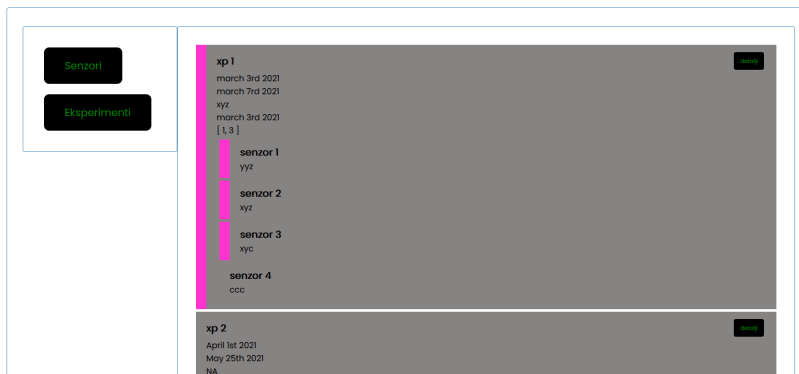 Senzori
Eksperimenti
xp 1
detalji
march 3rd 2021
march 7rd 2021
xyz
march 3rd 2021
[ 1, 3 ]
senzor 1
yyz
senzor 2
xyz
senzor 3
xyc
senzor 4
ccc
xp 2
detalji
April 1st 2021
May 25th 2021
NA